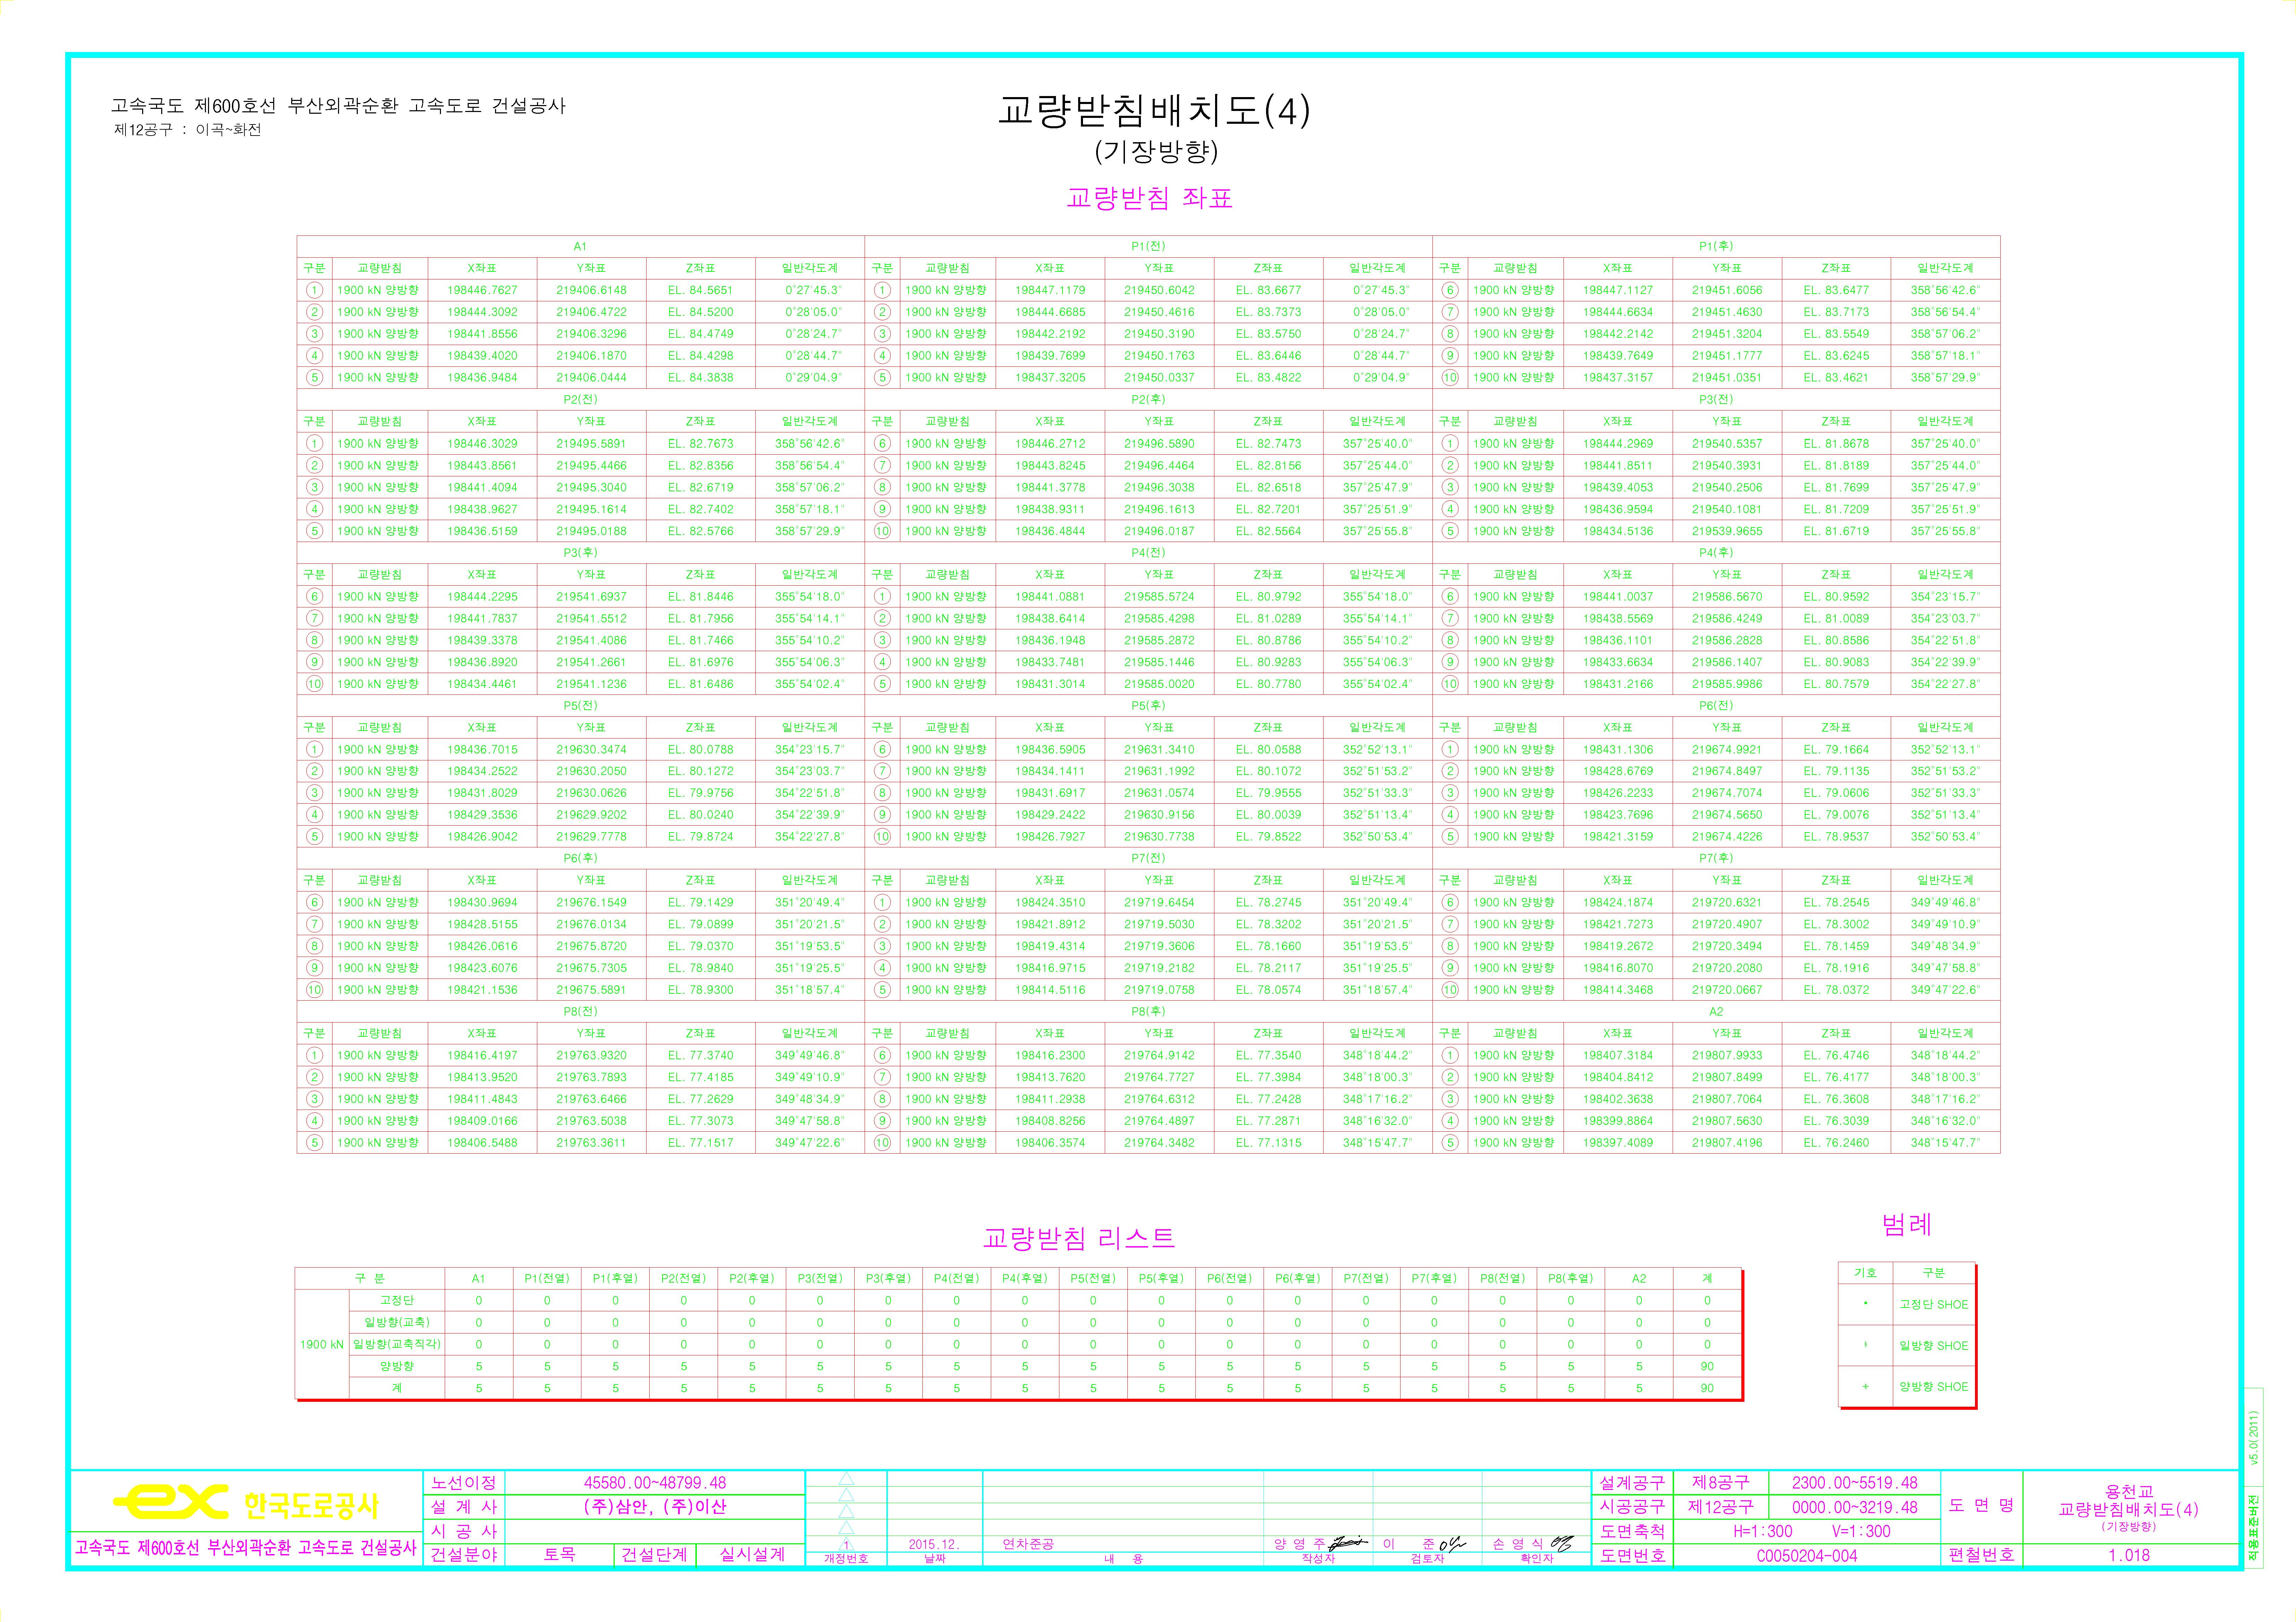 고속국도 제600호선 부산외곽순환 고속도로 건설공사
제12공구 : 이곡~화전
교량받침배치도(4)
(기장방향)
교량받침 좌표
A1 P1(전) P1(후)
구분 교량받침 X좌표 Y좌표 Z좌표 일반각도계 구분 교량받침 X좌표 Y좌표 Z좌표 일반각도계 구분 교량받침 X좌표 Y좌표 Z좌표 일반각도계
① 1900 kN 양방향 198446.7627 219406.6148 EL. 84.5651 0°27'45.3" ① 1900 kN 양방향 198447.1179 219450.6042 EL. 83.6677 0°27'45.3" ⑥ 1900 kN 양방향 198447.1127 219451.6056 EL. 83.6477 358°56'42.6"
② 1900 kN 양방향 198444.3092 219406.4722 EL. 84.5200 0°28'05.0" ② 1900 kN 양방향 198444.6685 219450.4616 EL. 83.7373 0°28'05.0" ⑦ 1900 kN 양방향 198444.6634 219451.4630 EL. 83.7173 358°56'54.4"
③ 1900 kN 양방향 198441.8556 219406.3296 EL. 84.4749 0°28'24.7" ③ 1900 kN 양방향 198442.2192 219450.3190 EL. 83.5750 0°28'24.7" ⑧ 1900 kN 양방향 198442.2142 219451.3204 EL. 83.5549 358°57'06.2"
④ 1900 kN 양방향 198439.4020 219406.1870 EL. 84.4298 0°28'44.7" ④ 1900 kN 양방향 198439.7699 219450.1763 EL. 83.6446 0°28'44.7" ⑨ 1900 kN 양방향 198439.7649 219451.1777 EL. 83.6245 358°57'18.1"
⑤ 1900 kN 양방향 198436.9484 219406.0444 EL. 84.3838 0°29'04.9" ⑤ 1900 kN 양방향 198437.3205 219450.0337 EL. 83.4822 0°29'04.9" ⑩ 1900 kN 양방향 198437.3157 219451.0351 EL. 83.4621 358°57'29.9"
P2(전) P2(후) P3(전)
구분 교량받침 X좌표 Y좌표 Z좌표 일반각도계 구분 교량받침 X좌표 Y좌표 Z좌표 일반각도계 구분 교량받침 X좌표 Y좌표 Z좌표 일반각도계
① 1900 kN 양방향 198446.3029 219495.5891 EL. 82.7673 358°56'42.6" ⑥ 1900 kN 양방향 198446.2712 219496.5890 EL. 82.7473 357°25'40.0" ① 1900 kN 양방향 198444.2969 219540.5357 EL. 81.8678 357°25'40.0"
② 1900 kN 양방향 198443.8561 219495.4466 EL. 82.8356 358°56'54.4" ⑦ 1900 kN 양방향 198443.8245 219496.4464 EL. 82.8156 357°25'44.0" ② 1900 kN 양방향 198441.8511 219540.3931 EL. 81.8189 357°25'44.0"
③ 1900 kN 양방향 198441.4094 219495.3040 EL. 82.6719 358°57'06.2" ⑧ 1900 kN 양방향 198441.3778 219496.3038 EL. 82.6518 357°25'47.9" ③ 1900 kN 양방향 198439.4053 219540.2506 EL. 81.7699 357°25'47.9"
④ 1900 kN 양방향 198438.9627 219495.1614 EL. 82.7402 358°57'18.1" ⑨ 1900 kN 양방향 198438.9311 219496.1613 EL. 82.7201 357°25'51.9" ④ 1900 kN 양방향 198436.9594 219540.1081 EL. 81.7209 357°25'51.9"
⑤ 1900 kN 양방향 198436.5159 219495.0188 EL. 82.5766 358°57'29.9" ⑩ 1900 kN 양방향 198436.4844 219496.0187 EL. 82.5564 357°25'55.8" ⑤ 1900 kN 양방향 198434.5136 219539.9655 EL. 81.6719 357°25'55.8"
P3(후) P4(전) P4(후)
구분 교량받침 X좌표 Y좌표 Z좌표 일반각도계 구분 교량받침 X좌표 Y좌표 Z좌표 일반각도계 구분 교량받침 X좌표 Y좌표 Z좌표 일반각도계
⑥ 1900 kN 양방향 198444.2295 219541.6937 EL. 81.8446 355°54'18.0" ① 1900 kN 양방향 198441.0881 219585.5724 EL. 80.9792 355°54'18.0" ⑥ 1900 kN 양방향 198441.0037 219586.5670 EL. 80.9592 354°23'15.7"
⑦ 1900 kN 양방향 198441.7837 219541.5512 EL. 81.7956 355°54'14.1" ② 1900 kN 양방향 198438.6414 219585.4298 EL. 81.0289 355°54'14.1" ⑦ 1900 kN 양방향 198438.5569 219586.4249 EL. 81.0089 354°23'03.7"
⑧ 1900 kN 양방향 198439.3378 219541.4086 EL. 81.7466 355°54'10.2" ③ 1900 kN 양방향 198436.1948 219585.2872 EL. 80.8786 355°54'10.2" ⑧ 1900 kN 양방향 198436.1101 219586.2828 EL. 80.8586 354°22'51.8"
⑨ 1900 kN 양방향 198436.8920 219541.2661 EL. 81.6976 355°54'06.3" ④ 1900 kN 양방향 198433.7481 219585.1446 EL. 80.9283 355°54'06.3" ⑨ 1900 kN 양방향 198433.6634 219586.1407 EL. 80.9083 354°22'39.9"
⑩ 1900 kN 양방향 198434.4461 219541.1236 EL. 81.6486 355°54'02.4" ⑤ 1900 kN 양방향 198431.3014 219585.0020 EL. 80.7780 355°54'02.4" ⑩ 1900 kN 양방향 198431.2166 219585.9986 EL. 80.7579 354°22'27.8"
P5(전) P5(후) P6(전)
구분 교량받침 X좌표 Y좌표 Z좌표 일반각도계 구분 교량받침 X좌표 Y좌표 Z좌표 일반각도계 구분 교량받침 X좌표 Y좌표 Z좌표 일반각도계
① 1900 kN 양방향 198436.7015 219630.3474 EL. 80.0788 354°23'15.7" ⑥ 1900 kN 양방향 198436.5905 219631.3410 EL. 80.0588 352°52'13.1" ① 1900 kN 양방향 198431.1306 219674.9921 EL. 79.1664 352°52'13.1"
② 1900 kN 양방향 198434.2522 219630.2050 EL. 80.1272 354°23'03.7" ⑦ 1900 kN 양방향 198434.1411 219631.1992 EL. 80.1072 352°51'53.2" ② 1900 kN 양방향 198428.6769 219674.8497 EL. 79.1135 352°51'53.2"
③ 1900 kN 양방향 198431.8029 219630.0626 EL. 79.9756 354°22'51.8" ⑧ 1900 kN 양방향 198431.6917 219631.0574 EL. 79.9555 352°51'33.3" ③ 1900 kN 양방향 198426.2233 219674.7074 EL. 79.0606 352°51'33.3"
④ 1900 kN 양방향 198429.3536 219629.9202 EL. 80.0240 354°22'39.9" ⑨ 1900 kN 양방향 198429.2422 219630.9156 EL. 80.0039 352°51'13.4" ④ 1900 kN 양방향 198423.7696 219674.5650 EL. 79.0076 352°51'13.4"
⑤ 1900 kN 양방향 198426.9042 219629.7778 EL. 79.8724 354°22'27.8" ⑩ 1900 kN 양방향 198426.7927 219630.7738 EL. 79.8522 352°50'53.4" ⑤ 1900 kN 양방향 198421.3159 219674.4226 EL. 78.9537 352°50'53.4"
P6(후) P7(전) P7(후)
구분 교량받침 X좌표 Y좌표 Z좌표 일반각도계 구분 교량받침 X좌표 Y좌표 Z좌표 일반각도계 구분 교량받침 X좌표 Y좌표 Z좌표 일반각도계
⑥ 1900 kN 양방향 198430.9694 219676.1549 EL. 79.1429 351°20'49.4" ① 1900 kN 양방향 198424.3510 219719.6454 EL. 78.2745 351°20'49.4" ⑥ 1900 kN 양방향 198424.1874 219720.6321 EL. 78.2545 349°49'46.8"
⑦ 1900 kN 양방향 198428.5155 219676.0134 EL. 79.0899 351°20'21.5" ② 1900 kN 양방향 198421.8912 219719.5030 EL. 78.3202 351°20'21.5" ⑦ 1900 kN 양방향 198421.7273 219720.4907 EL. 78.3002 349°49'10.9"
⑧ 1900 kN 양방향 198426.0616 219675.8720 EL. 79.0370 351°19'53.5" ③ 1900 kN 양방향 198419.4314 219719.3606 EL. 78.1660 351°19'53.5" ⑧ 1900 kN 양방향 198419.2672 219720.3494 EL. 78.1459 349°48'34.9"
⑨ 1900 kN 양방향 198423.6076 219675.7305 EL. 78.9840 351°19'25.5" ④ 1900 kN 양방향 198416.9715 219719.2182 EL. 78.2117 351°19'25.5" ⑨ 1900 kN 양방향 198416.8070 219720.2080 EL. 78.1916 349°47'58.8"
⑩ 1900 kN 양방향 198421.1536 219675.5891 EL. 78.9300 351°18'57.4" ⑤ 1900 kN 양방향 198414.5116 219719.0758 EL. 78.0574 351°18'57.4" ⑩ 1900 kN 양방향 198414.3468 219720.0667 EL. 78.0372 349°47'22.6"
P8(전) P8(후) A2
구분 교량받침 X좌표 Y좌표 Z좌표 일반각도계 구분 교량받침 X좌표 Y좌표 Z좌표 일반각도계 구분 교량받침 X좌표 Y좌표 Z좌표 일반각도계
① 1900 kN 양방향 198416.4197 219763.9320 EL. 77.3740 349°49'46.8" ⑥ 1900 kN 양방향 198416.2300 219764.9142 EL. 77.3540 348°18'44.2" ① 1900 kN 양방향 198407.3184 219807.9933 EL. 76.4746 348°18'44.2"
② 1900 kN 양방향 198413.9520 219763.7893 EL. 77.4185 349°49'10.9" ⑦ 1900 kN 양방향 198413.7620 219764.7727 EL. 77.3984 348°18'00.3" ② 1900 kN 양방향 198404.8412 219807.8499 EL. 76.4177 348°18'00.3"
③ 1900 kN 양방향 198411.4843 219763.6466 EL. 77.2629 349°48'34.9" ⑧ 1900 kN 양방향 198411.2938 219764.6312 EL. 77.2428 348°17'16.2" ③ 1900 kN 양방향 198402.3638 219807.7064 EL. 76.3608 348°17'16.2"
④ 1900 kN 양방향 198409.0166 219763.5038 EL. 77.3073 349°47'58.8" ⑨ 1900 kN 양방향 198408.8256 219764.4897 EL. 77.2871 348°16'32.0" ④ 1900 kN 양방향 198399.8864 219807.5630 EL. 76.3039 348°16'32.0"
⑤ 1900 kN 양방향 198406.5488 219763.3611 EL. 77.1517 349°47'22.6" ⑩ 1900 kN 양방향 198406.3574 219764.3482 EL. 77.1315 348°15'47.7" ⑤ 1900 kN 양방향 198397.4089 219807.4196 EL. 76.2460 348°15'47.7"
교량받침 리스트
구 분 A1 P1(전열) P1(후열) P2(전열) P2(후열) P3(전열) P3(후열) P4(전열) P4(후열) P5(전열) P5(후열) P6(전열) P6(후열) P7(전열) P7(후열) P8(전열) P8(후열) A2 계
고정단 0 0 0 0 0 0 0 0 0 0 0 0 0 0 0 0 0 0 0
일방향(교축) 0 0 0 0 0 0 0 0 0 0 0 0 0 0 0 0 0 0 0
1900 kN 일방향(교축직각) 0 0 0 0 0 0 0 0 0 0 0 0 0 0 0 0 0 0 0
양방향 5 5 5 5 5 5 5 5 5 5 5 5 5 5 5 5 5 5 90
계 5 5 5 5 5 5 5 5 5 5 5 5 5 5 5 5 5 5 90
범례
기호 구분
고정단 SHOE
일방향 SHOE
양방향 SHOE
ex 한국도로공사
고속국도 제600호선 부산외곽순환 고속도로 건설공사
노선이정 45580.00~48799.48
설 계 사 (주)삼안, (주)이산
시 공 사
건설분야 토목 건설단계 실시설계
1 2015.12. 연차준공 양 영 주 이 준 손 영 식
개정번호 날짜 내 용 작성자 검토자 확인자
설계공구 제8공구 2300.00~5519.48
시공공구 제12공구 0000.00~3219.48
도면축척 H=1:300 V=1:300
도면번호 C0050204-004
도 면 명 용천교
교량받침배치도(4)
(기장방향)
편철번호 1.018
v5.0(2011)
적용표준버전